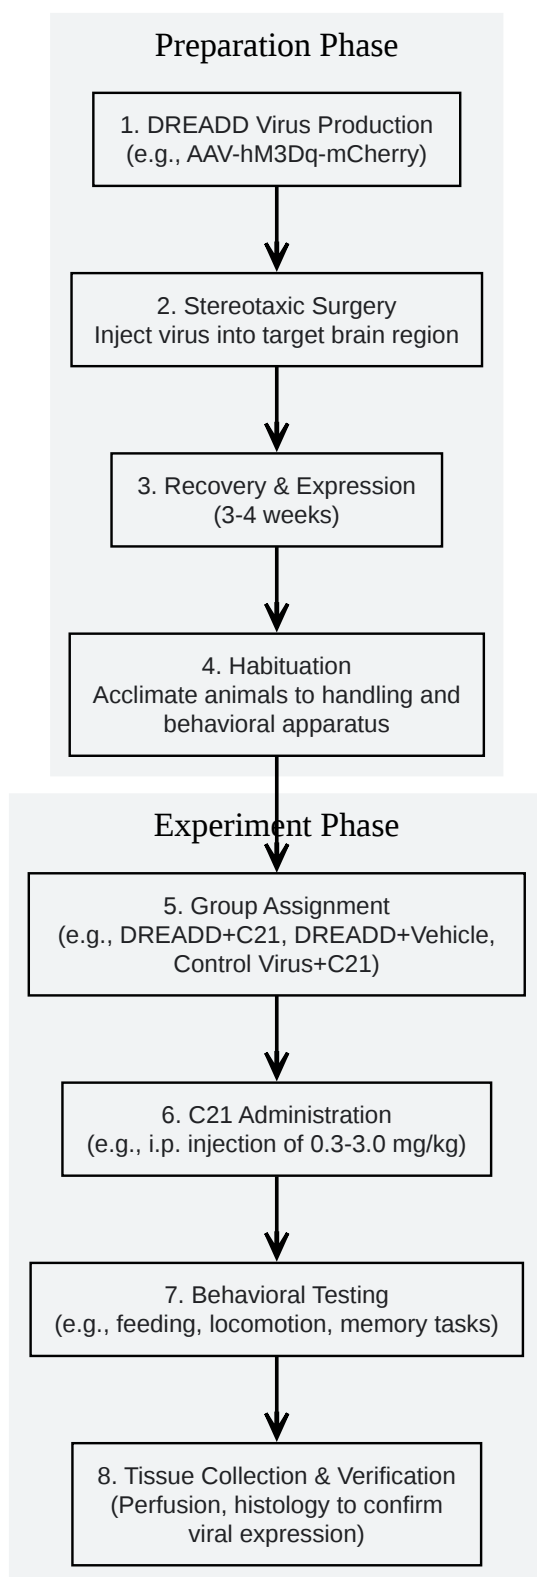 Preparation Phase
1. DREADD Virus Production
(e.g., AAV-hM3Dq-mCherry)
2. Stereotaxic Surgery
Inject virus into target brain region
3. Recovery & Expression
(3-4 weeks)
4. Habituation
Acclimate animals to handling and
behavioral apparatus
Experiment Phase
5. Group Assignment
(e.g., DREADD+C21, DREADD+Vehicle,
Control Virus+C21)
6. C21 Administration
(e.g., i.p. injection of 0.3-3.0 mg/kg)
7. Behavioral Testing
(e.g., feeding, locomotion, memory tasks)
8. Tissue Collection & Verification
(Perfusion, histology to confirm
viral expression)